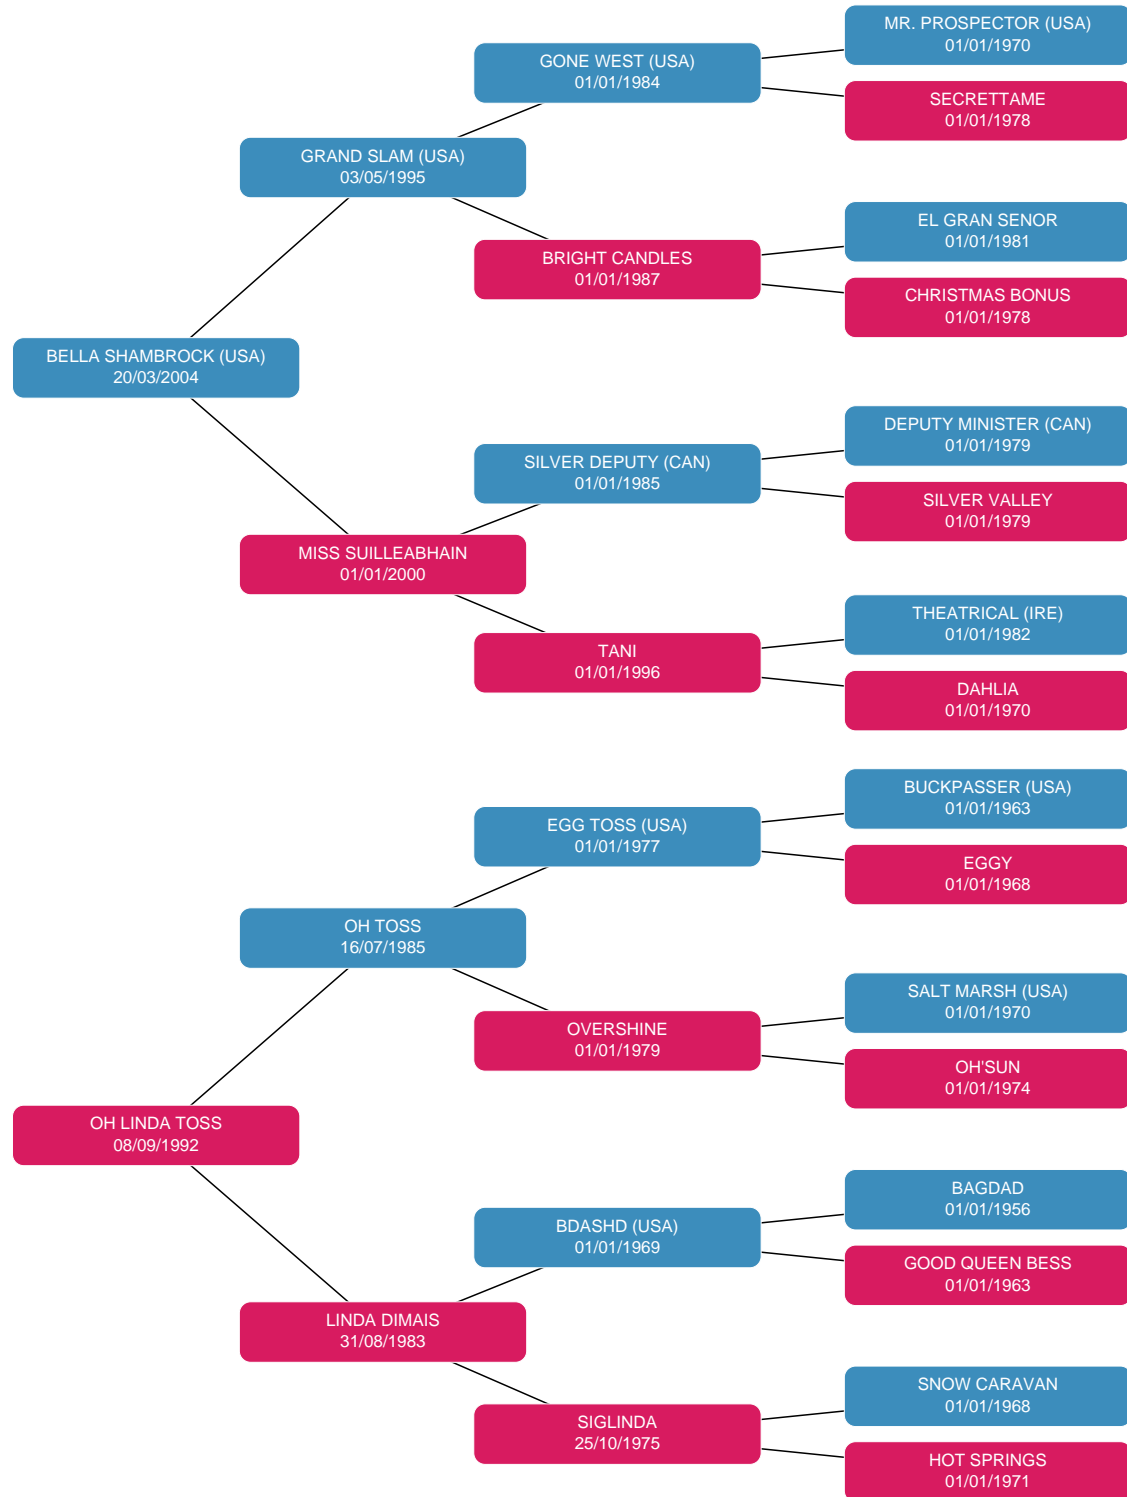 MR. PROSPECTOR (USA)
01/01/1970
GONE WEST (USA)
01/01/1984
SECRETTAME
01/01/1978
GRAND SLAM (USA)
03/05/1995
EL GRAN SENOR
01/01/1981
BRIGHT CANDLES
01/01/1987
CHRISTMAS BONUS
01/01/1978
BELLA SHAMBROCK (USA)
20/03/2004
DEPUTY MINISTER (CAN)
01/01/1979
SILVER DEPUTY (CAN)
01/01/1985
SILVER VALLEY
01/01/1979
MISS SUILLEABHAIN
01/01/2000
THEATRICAL (IRE)
01/01/1982
TANI
01/01/1996
DAHLIA
01/01/1970
BUCKPASSER (USA)
01/01/1963
EGG TOSS (USA)
01/01/1977
EGGY
01/01/1968
OH TOSS
16/07/1985
SALT MARSH (USA)
01/01/1970
OVERSHINE
01/01/1979
OH'SUN
01/01/1974
OH LINDA TOSS
08/09/1992
BAGDAD
01/01/1956
BDASHD (USA)
01/01/1969
GOOD QUEEN BESS
01/01/1963
LINDA DIMAIS
31/08/1983
SNOW CARAVAN
01/01/1968
SIGLINDA
25/10/1975
HOT SPRINGS
01/01/1971